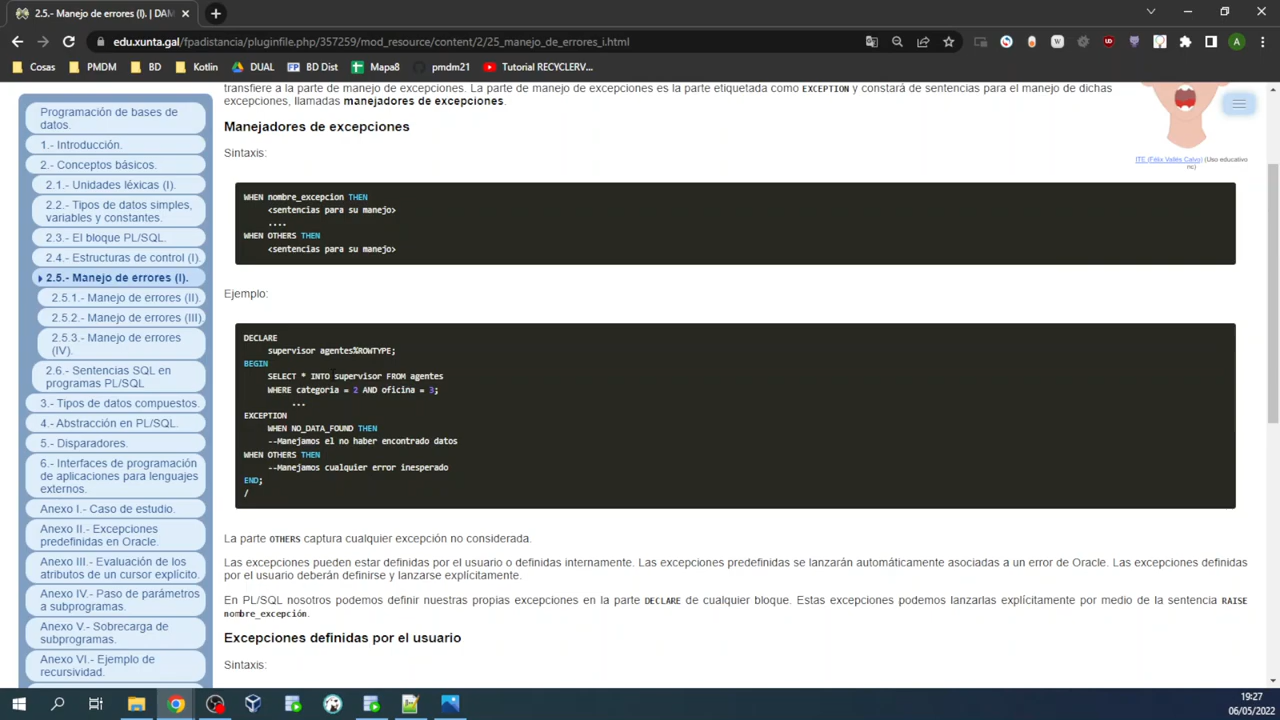 2.5.- Manejo de errores (I). | DAM
edu.xunta.gal/fpadistancia/pluginfile.php/357259/mod_resource/content/2/25_manejo_de_errores_i.html
Cosas PMDM BD Kotlin DUAL FP BD Dist Mapa8 pmdm21 Tutorial RECYCLERV...
Programación de bases de
datos.
1.- Introducción.
2.- Conceptos básicos.
2.1.- Unidades léxicas (I).
2.2.- Tipos de datos simples,
variables y constantes.
2.3.- El bloque PL/SQL.
2.4.- Estructuras de control (I).
2.5.- Manejo de errores (I).
2.5.1.- Manejo de errores (II).
2.5.2.- Manejo de errores (III)
2.5.3.- Manejo de errores
(IV).
2.6.- Sentencias SQL en
programas PL/SQL
3.- Tipos de datos compuestos.
4.- Abstracción en PL/SQL.
5.- Disparadores.
6.- Interfaces de programación
de aplicaciones para lenguajes
externos.
Anexo I.- Caso de estudio.
Anexo II.- Excepciones
predefinidas en Oracle.
Anexo III.- Evaluación de los
atributos de un cursor explícito.
Anexo IV.- Paso de parámetros
a subprogramas.
Anexo V.- Sobrecarga de
subprogramas.
Anexo VI.- Ejemplo de
recursividad.
transfiere a la parte de manejo de excepciones. La parte de manejo de excepciones es la parte etiquetada como EXCEPTION y constará de sentencias para el manejo de dichas
excepciones, llamadas manejadores de excepciones.
ITE (Félix Vallés Calvo) (Uso educativo
nc)
Manejadores de excepciones
Sintaxis:
WHEN nombre_excepcion THEN
<sentencias para su manejo>
....
WHEN OTHERS THEN
<sentencias para su manejo>
Ejemplo:
DECLARE
supervisor agentes%ROWTYPE;
BEGIN
SELECT * INTO supervisor FROM agentes
WHERE categoria = 2 AND oficina = 3;
...
EXCEPTION
WHEN NO_DATA_FOUND THEN
--Manejamos el no haber encontrado datos
WHEN OTHERS THEN
--Manejamos cualquier error inesperado
END;
/
La parte OTHERS captura cualquier excepción no considerada.
Las excepciones pueden estar definidas por el usuario o definidas internamente. Las excepciones predefinidas se lanzarán automáticamente asociadas a un error de Oracle. Las excepciones definidas
por el usuario deberán definirse y lanzarse explícitamente.
En PL/SQL nosotros podemos definir nuestras propias excepciones en la parte DECLARE de cualquier bloque. Estas excepciones podemos lanzarlas explícitamente por medio de la sentencia RAISE
nombre_excepción.
Excepciones definidas por el usuario
Sintaxis:
19:27
06/05/2022